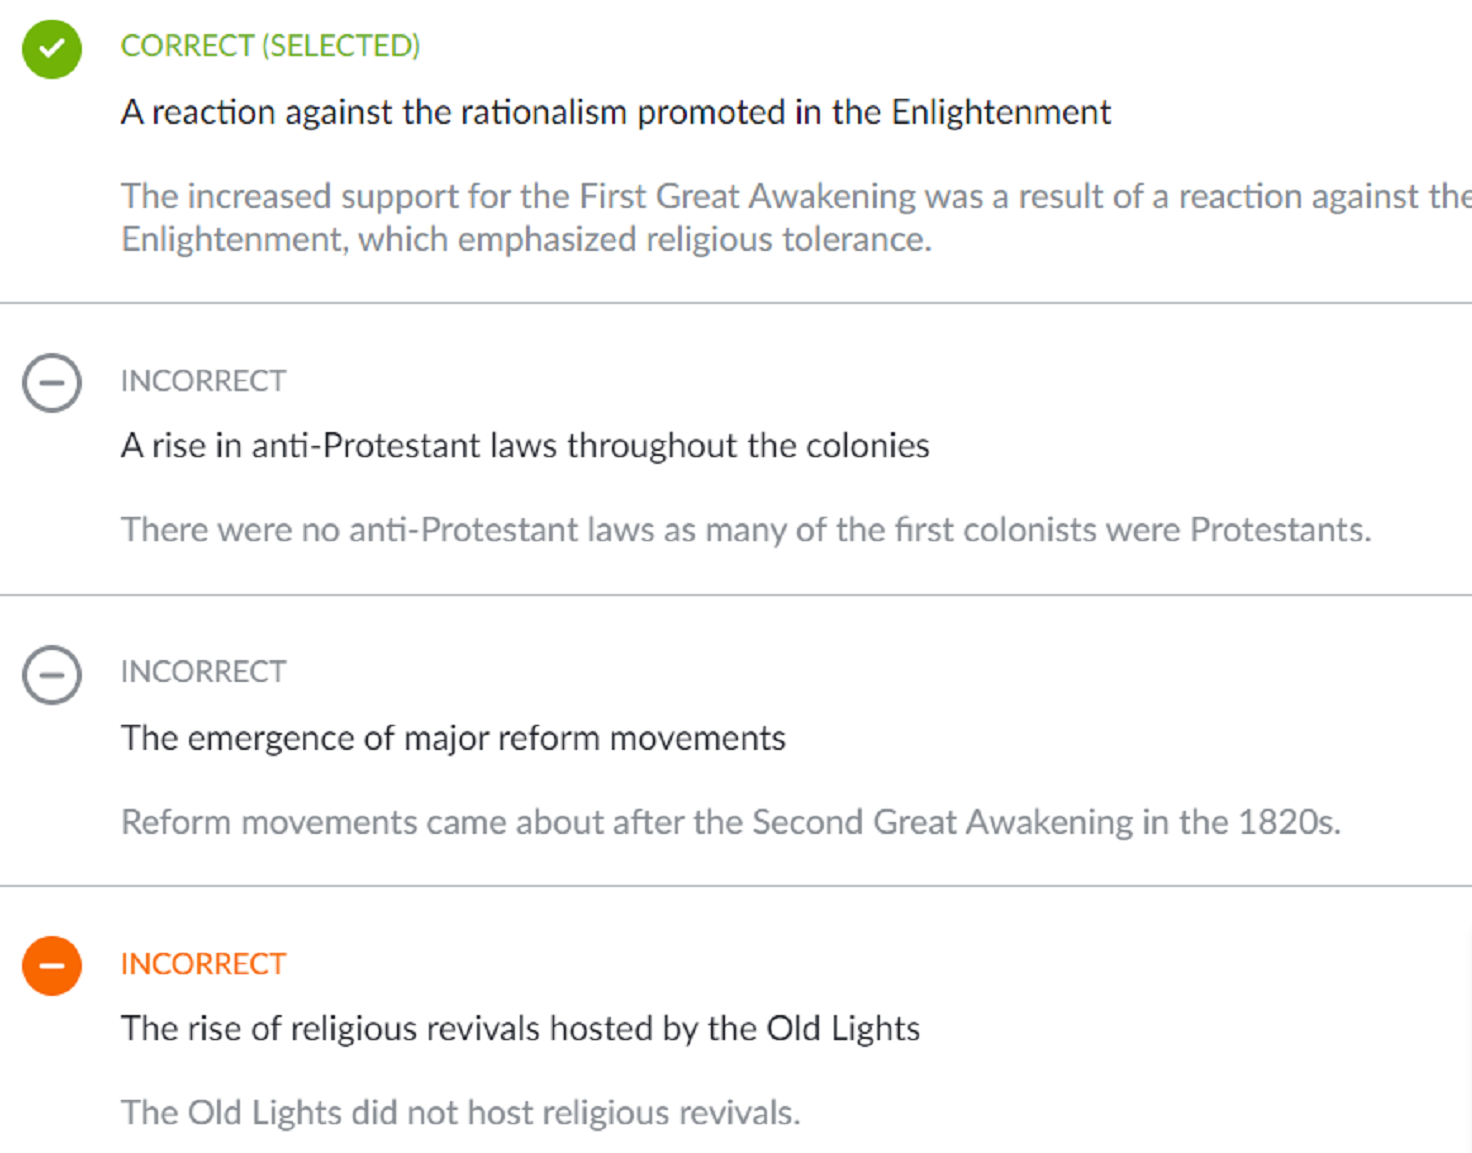 CORRECT (SELECTED)
A reaction against the rationalism promoted in the Enlightenment
The increased support for the First Great Awakening was a result of a reaction against the
Enlightenment, which emphasized religious tolerance.
INCORRECT
A rise in anti-Protestant laws throughout the colonies
There were no anti-Protestant laws as many of the first colonists were Protestants.
INCORRECT
The emergence of major reform movements
Reform movements came about after the Second Great Awakening in the 1820s.
INCORRECT
The rise of religious revivals hosted by the Old Lights
The Old Lights did not host religious revivals.